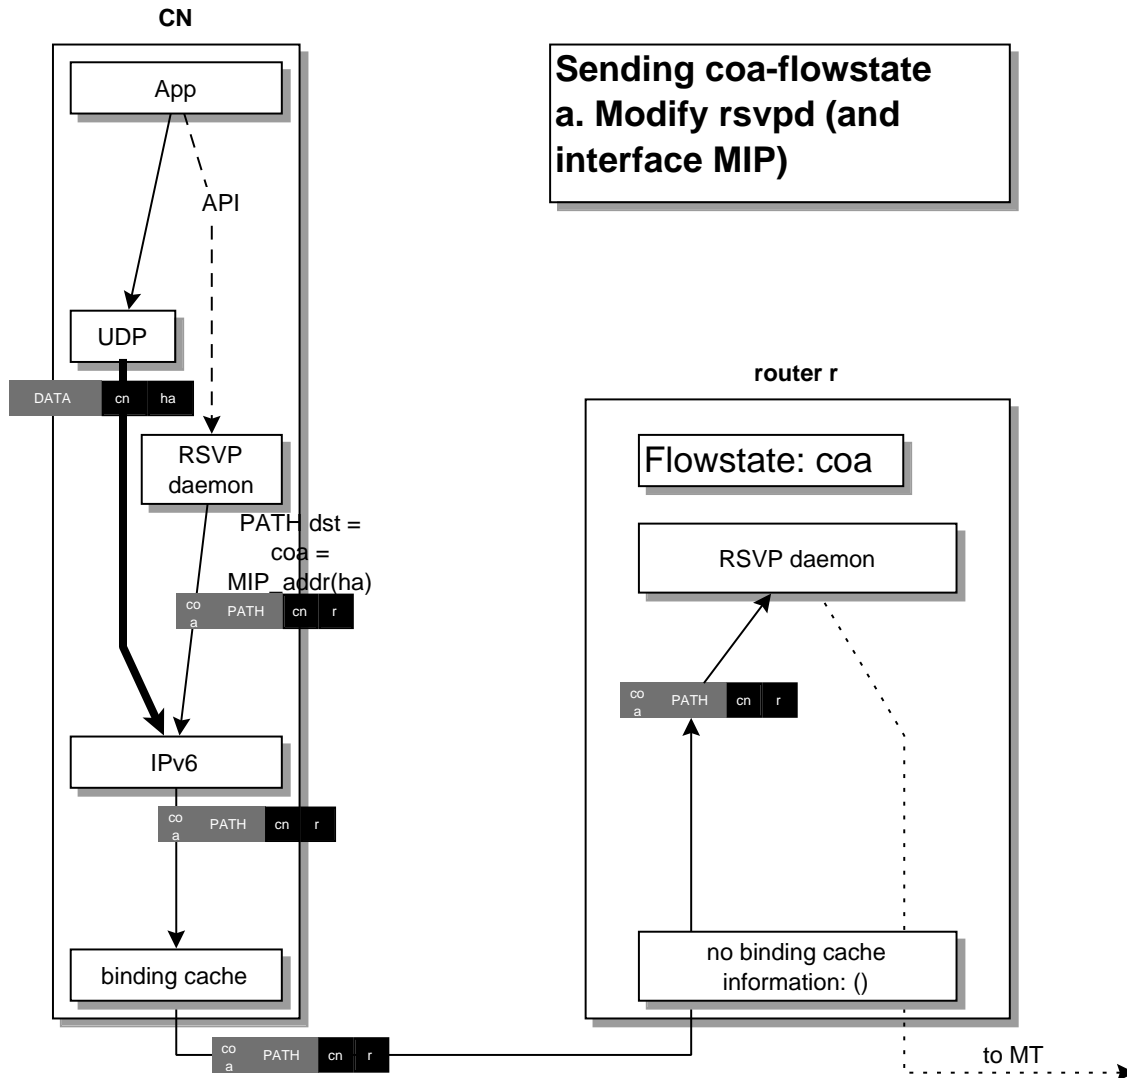 CN
App
Sending coa-flowstate
a. Modify rsvpd (and
interface MIP)
API
UDP
router r
DATA cn ha
RSVP
daemon
Flowstate: coa
PATH dst =
coa =
MIP_addr(ha)
RSVP daemon
co
a PATH cn r
co
a PATH cn r
IPv6
co
a PATH cn r
binding cache
no binding cache
information: ()
co
a PATH cn r
to MT